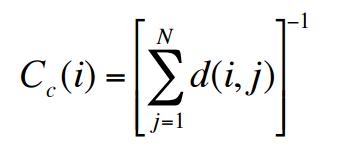 C_c(i) = [∑_{j=1}^{N} d(i,j)]^{-1}